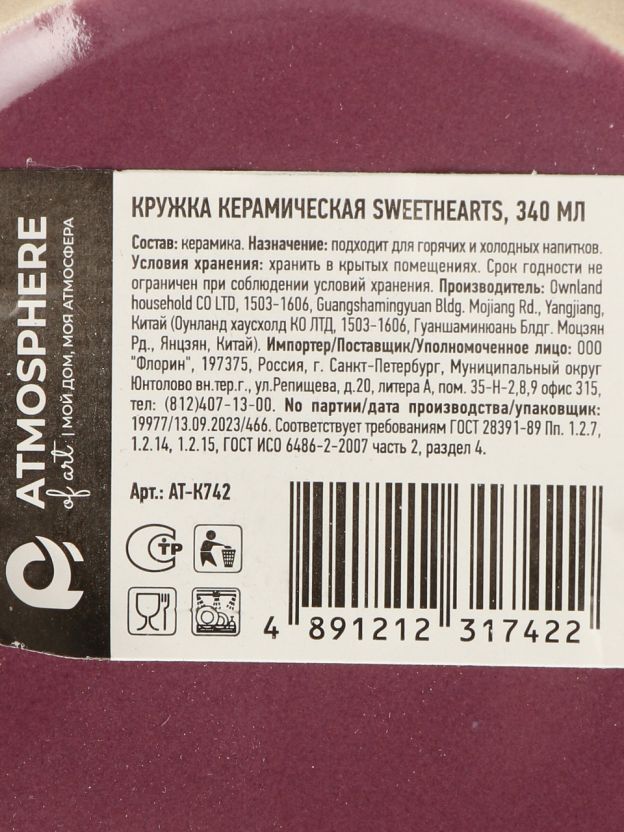 ATMOSPHERE
of art.
| МОЙ ДОМ, МОЯ АТМОСФЕРА
КРУЖКА КЕРАМИЧЕСКАЯ SWEETHEARTS, 340 МЛ
Состав: керамика. Назначение: подходит для горячих и холодных напитков.
Условия хранения: хранить в крытых помещениях. Срок годности не
ограничен при соблюдении условий хранения. Производитель: Ownland
household CO LTD, 1503-1606, Guangshamingyuan Bldg. Mojiang Rd., Yangjiang,
Китай (Оунланд хаусхолд КО ЛТД, 1503-1606, Гуаншаминюань Блдг. Моцзян
Рд., Янцзян, Китай). Импортер/Поставщик/Уполномоченное лицо: ООО
"Флорин", 197375, Россия, г. Санкт-Петербург, Муниципальный округ
Юнтолово вн.тер.г., ул.Репищева, д.20, литера А, пом. 35-Н-2,8,9 офис 315,
тел: (812)407-13-00. No партии/дата производства/упаковщик:
19977/13.09.2023/466. Соответствует требованиям ГОСТ 28391-89 Пп. 1.2.7,
1.2.14, 1.2.15, ГОСТ ИСО 6486-2-2007 часть 2, раздел 4.
Арт.: AT-K742
ТР
4 891212 317422